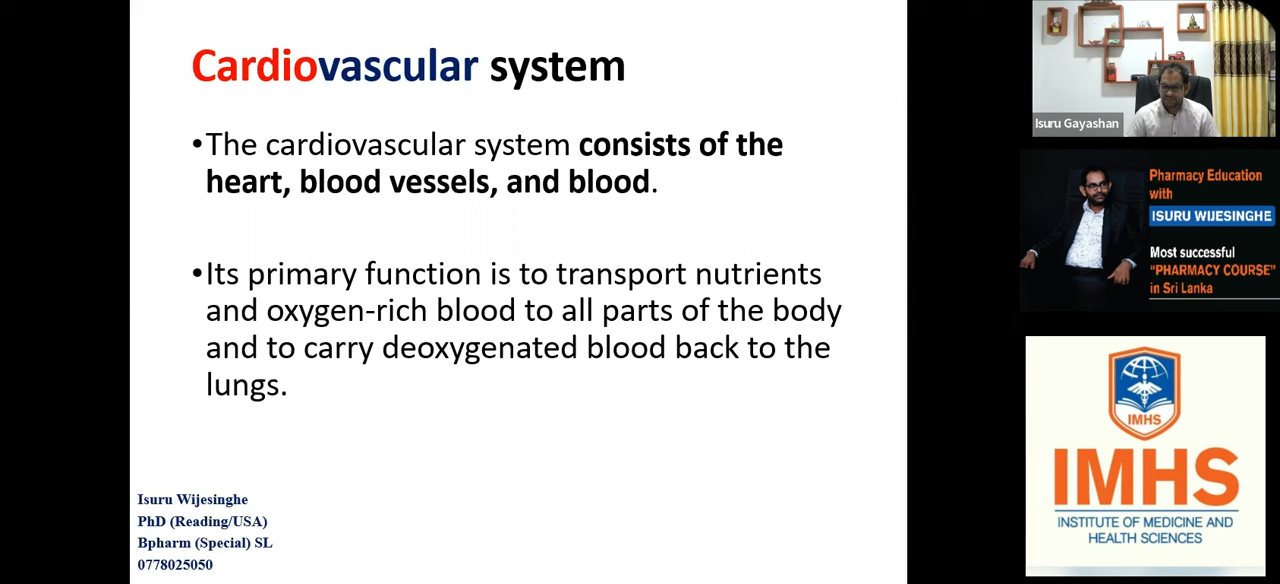 Cardiovascular system
•The cardiovascular system consists of the
heart, blood vessels, and blood.
•Its primary function is to transport nutrients
and oxygen-rich blood to all parts of the body
and to carry deoxygenated blood back to the
lungs.
Isuru Wijesinghe
PhD (Reading/USA)
Bpharm (Special) SL
0778025050
Isuru Gayashan
Pharmacy Education
with
ISURU WIJESINGHE
Most successful
“PHARMACY COURSE”
in Sri Lanka
IMHS
IMHS
INSTITUTE OF MEDICINE AND
HEALTH SCIENCES